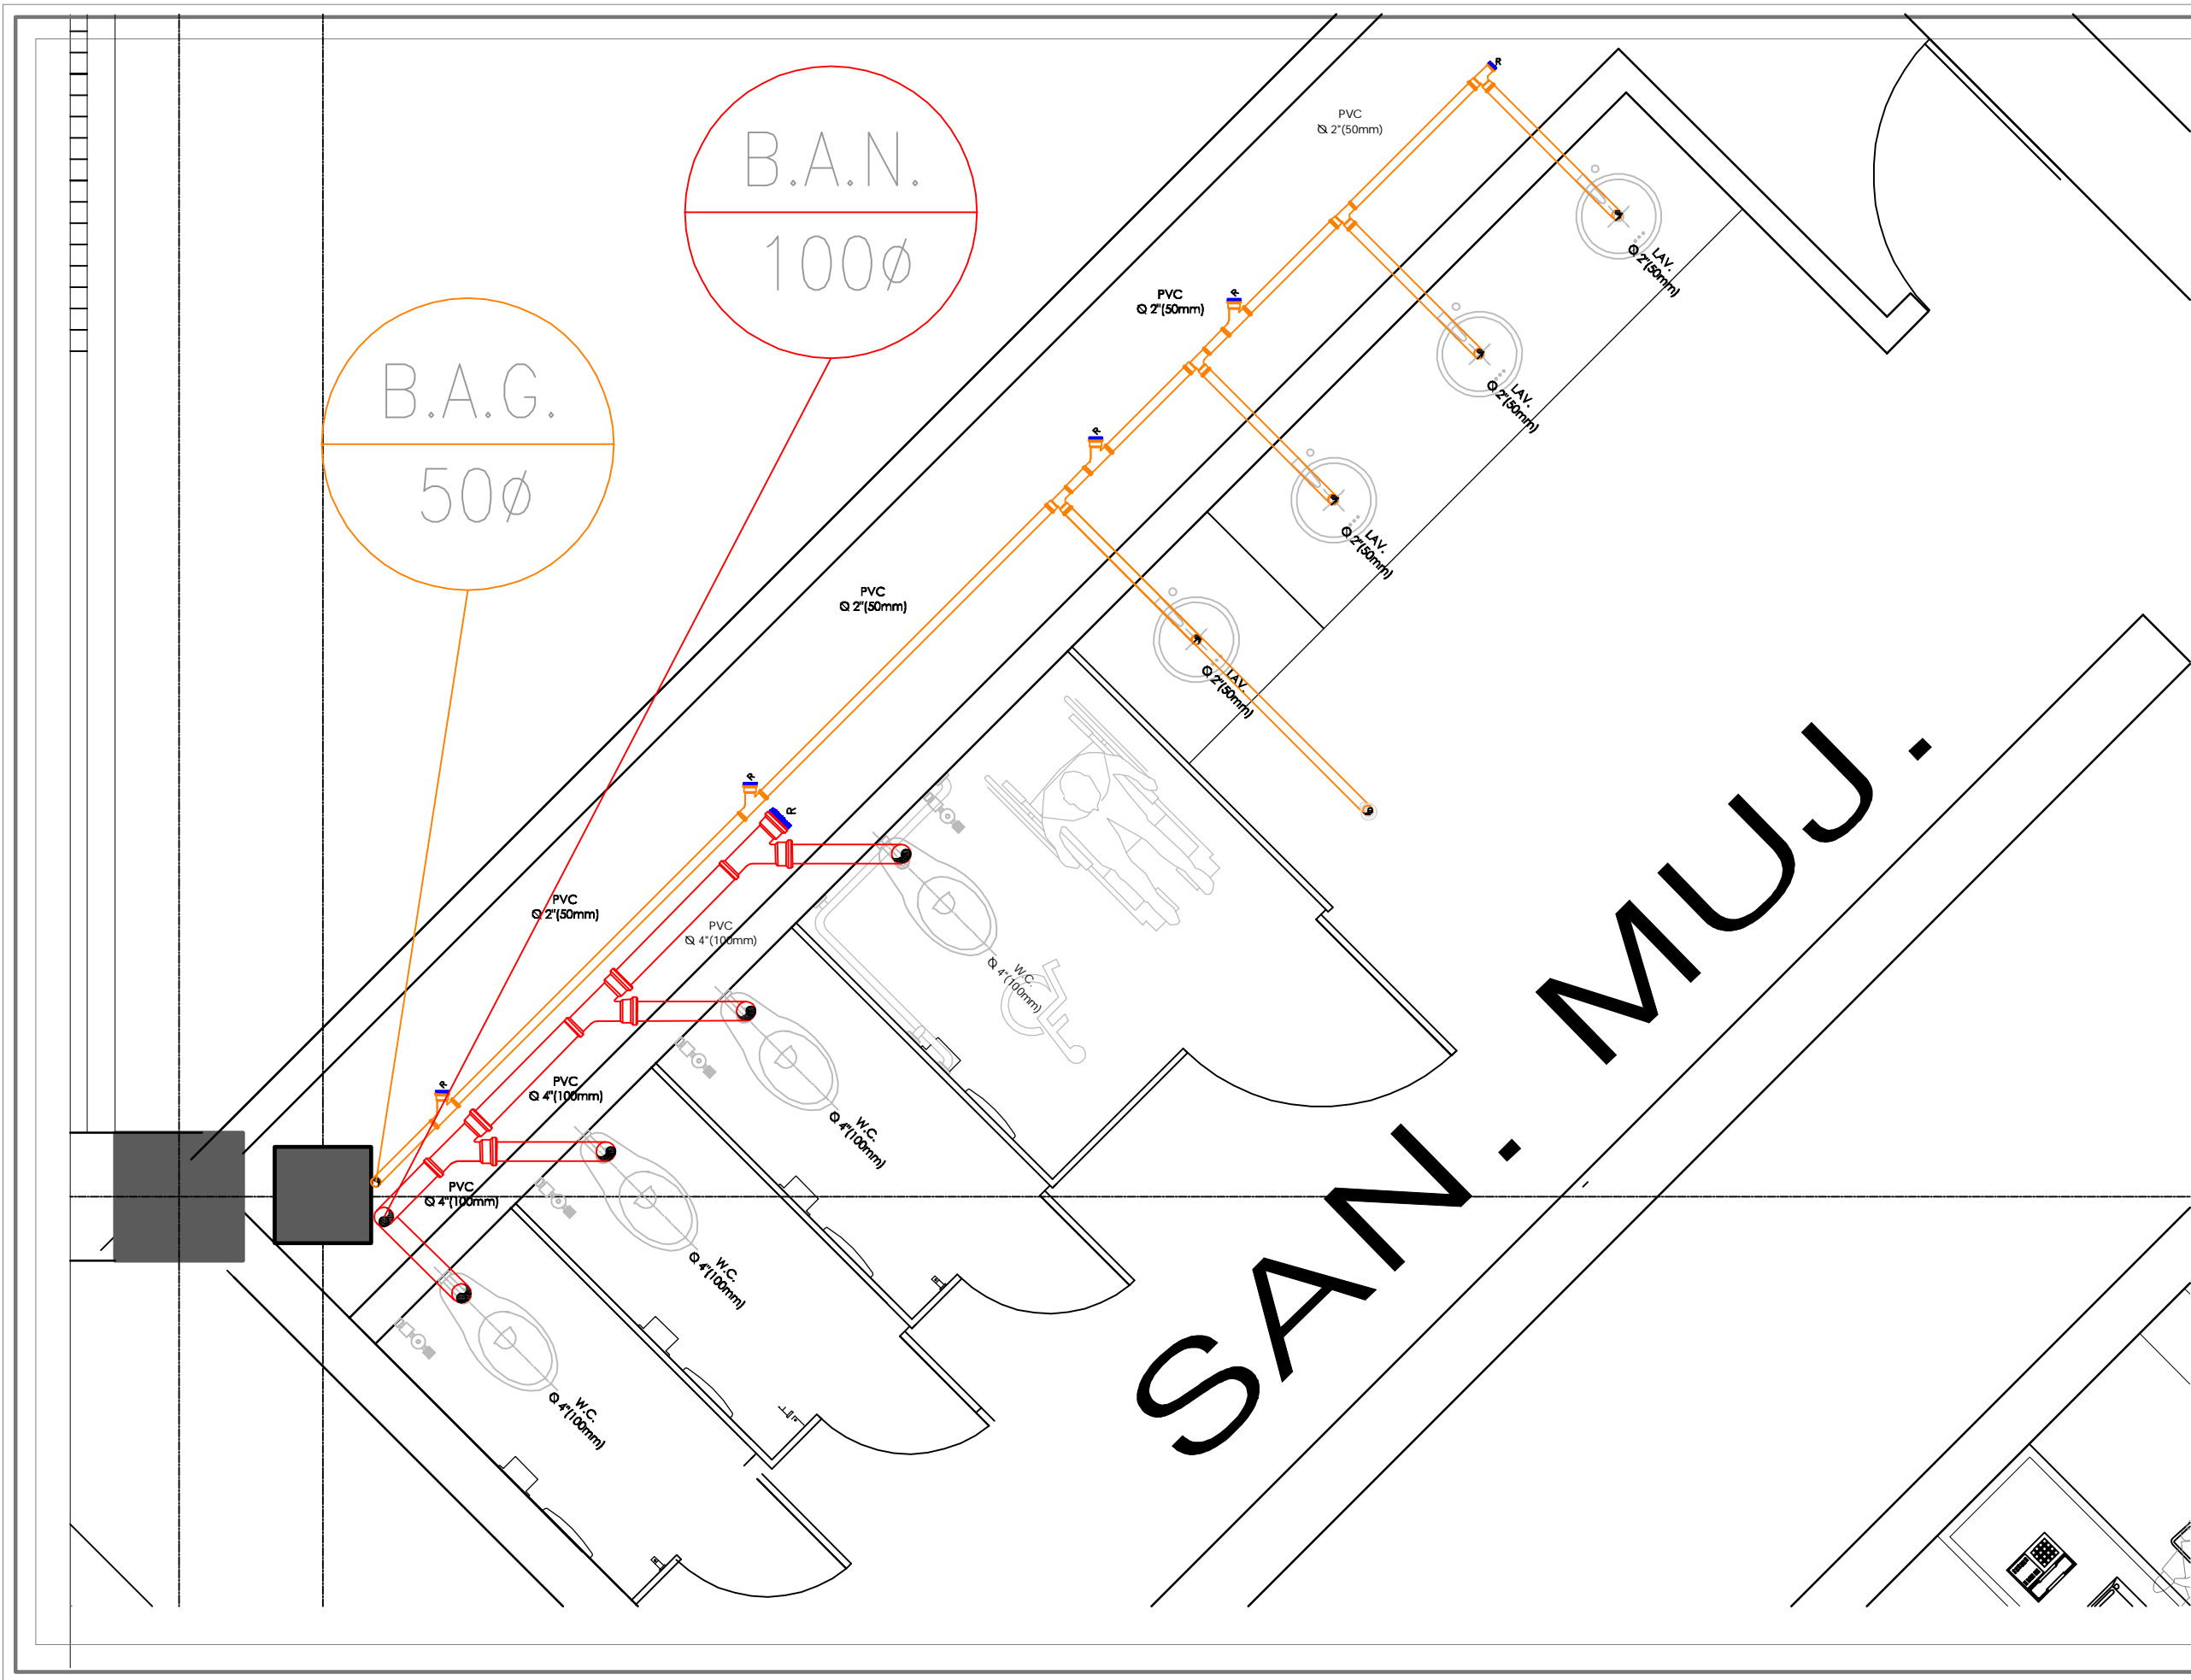 R
PVC
Ꝋ 2"(50mm)
B.A.N.
100ø
LAV.
Ꝋ 2"(50mm)
R
PVC
Ꝋ 2"(50mm)
B.A.G.
50ø
LAV.
Ꝋ 2"(50mm)
R
LAV.
Ꝋ 2"(50mm)
PVC
Ꝋ 2"(50mm)
LAV.
Ꝋ 2"(50mm)
R
R
PVC
Ꝋ 2"(50mm)
PVC
Ꝋ 4"(100mm)
W.C.
Ꝋ 4"(100mm)
SAN. MUJ.
R
PVC
Ꝋ 4"(100mm)
W.C.
Ꝋ 4"(100mm)
PVC
Ꝋ 4"(100mm)
W.C.
Ꝋ 4"(100mm)
W.C.
Ꝋ 4"(100mm)